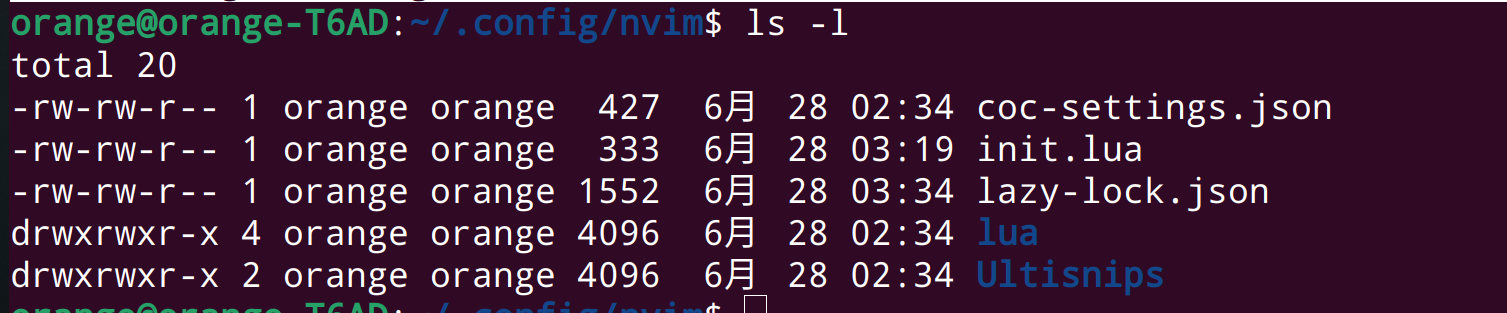 orange@orange-T6AD:~/.config/nvim$ ls -l
total 20
-rw-rw-r-- 1 orange orange  427  6月  28 02:34 coc-settings.json
-rw-rw-r-- 1 orange orange  333  6月  28 03:19 init.lua
-rw-rw-r-- 1 orange orange 1552  6月  28 03:34 lazy-lock.json
drwxrwxr-x 4 orange orange 4096  6月  28 02:34 lua
drwxrwxr-x 2 orange orange 4096  6月  28 02:34 Ultisnips
orange@orange-T6AD:~/.config/nvim$